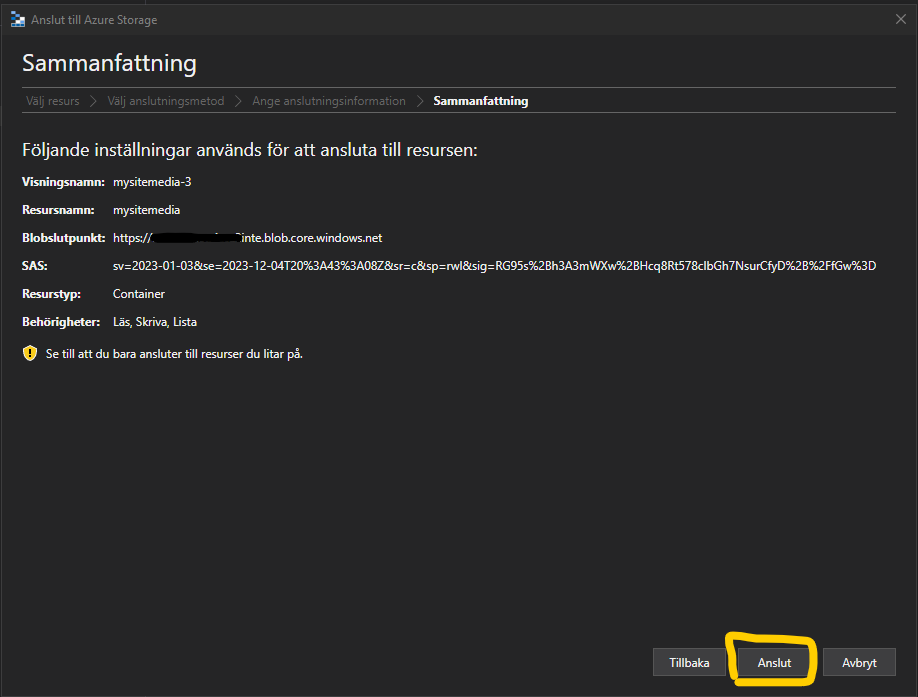 Anslut till Azure Storage
Sammanfattning
Välj resurs > Välj anslutningsmetod > Ange anslutningsinformation > Sammanfattning
Följande inställningar används för att ansluta till resursen:
Visningsnamn: mysitemedia-3
Resursnamn: mysitemedia
Blobslutpunkt: https:// inte.blob.core.windows.net
SAS: sv=2023-01-03&se=2023-12-04T20%3A43%3A08Z&sr=c&sp=rwl&sig=RG95s%2Bh3A3mWXw%2BHcq8Rt578cIbGh7NsurCfyD%2B%2FfGw%3D
Resurstyp: Container
Behörigheter: Läs, Skriva, Lista
Se till att du bara ansluter till resurser du litar på.
Tillbaka Anslut Avbryt